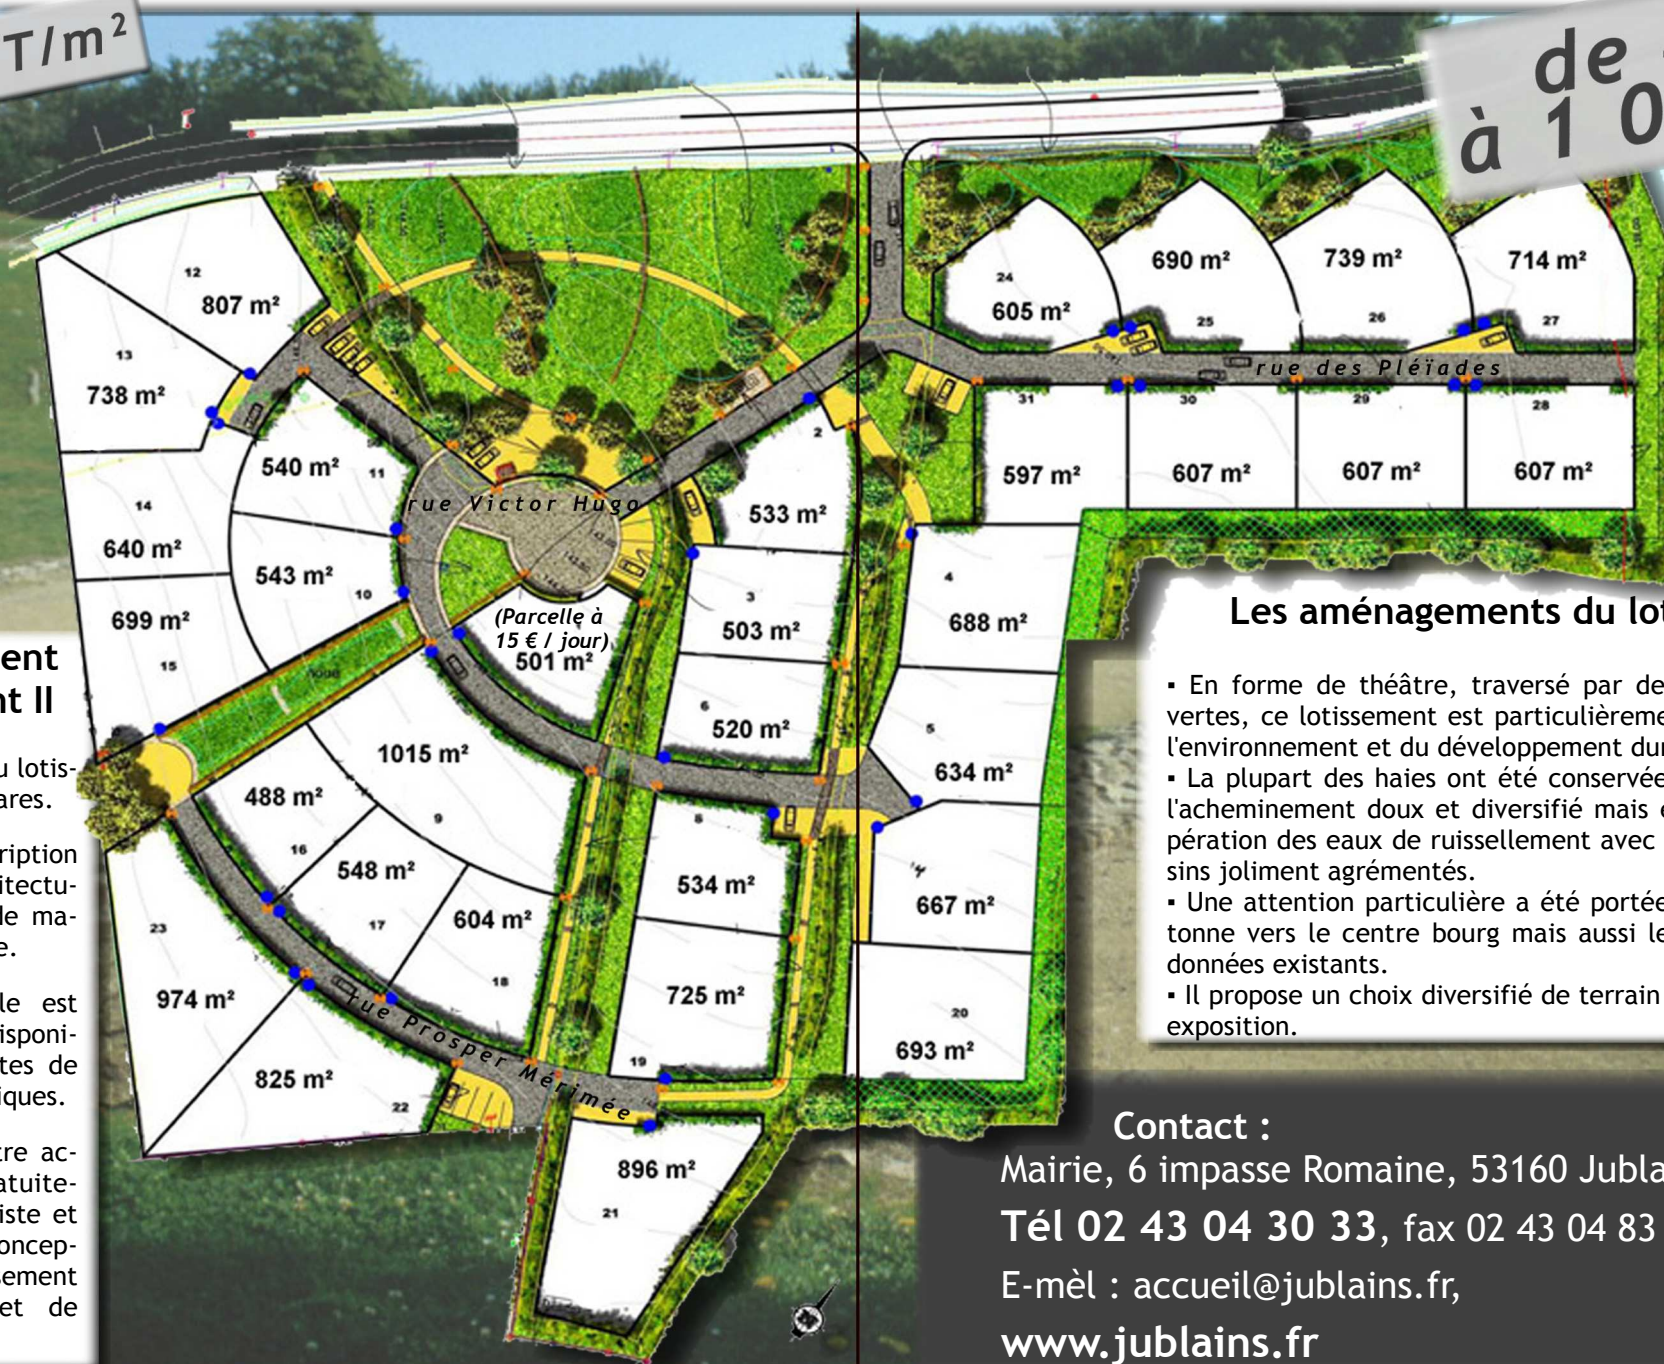 T/m²
de
à 1 0
12
807 m²
13
738 m²
14
640 m²
699 m²
15
540 m²
11
543 m²
10
rue Victor Hugo
(Parcelle à
15 € / jour)
501 m²
noue
1015 m²
9
488 m²
16
548 m²
17
604 m²
18
23
974 m²
825 m²
22
rue Prosper Mérimée
896 m²
21
2
533 m²
3
503 m²
6
520 m²
8
534 m²
725 m²
19
4
688 m²
5
634 m²
667 m²
20
693 m²
24
605 m²
690 m²
25
739 m²
26
714 m²
27
rue des Pléïades
31
597 m²
30
607 m²
29
607 m²
28
607 m²
ent
nt II
u lotis-
ares.
ription
itectu-
de ma-
e.
le est
disponi-
tes de
iques.
tre ac-
atuite-
iste et
oncep-
sement
et de
Les aménagements du lot
▪ En forme de théâtre, traversé par de
vertes, ce lotissement est particulièreme
l'environnement et du développement dur
▪ La plupart des haies ont été conservée
l'acheminement doux et diversifié mais e
pération des eaux de ruissellement avec
sins joliment agrémentés.
▪ Une attention particulière a été portée
tonne vers le centre bourg mais aussi le
données existants.
▪ Il propose un choix diversifié de terrain
exposition.
Contact :
Mairie, 6 impasse Romaine, 53160 Jubla
Tél 02 43 04 30 33, fax 02 43 04 83
E-mèl : accueil@jublains.fr,
www.jublains.fr